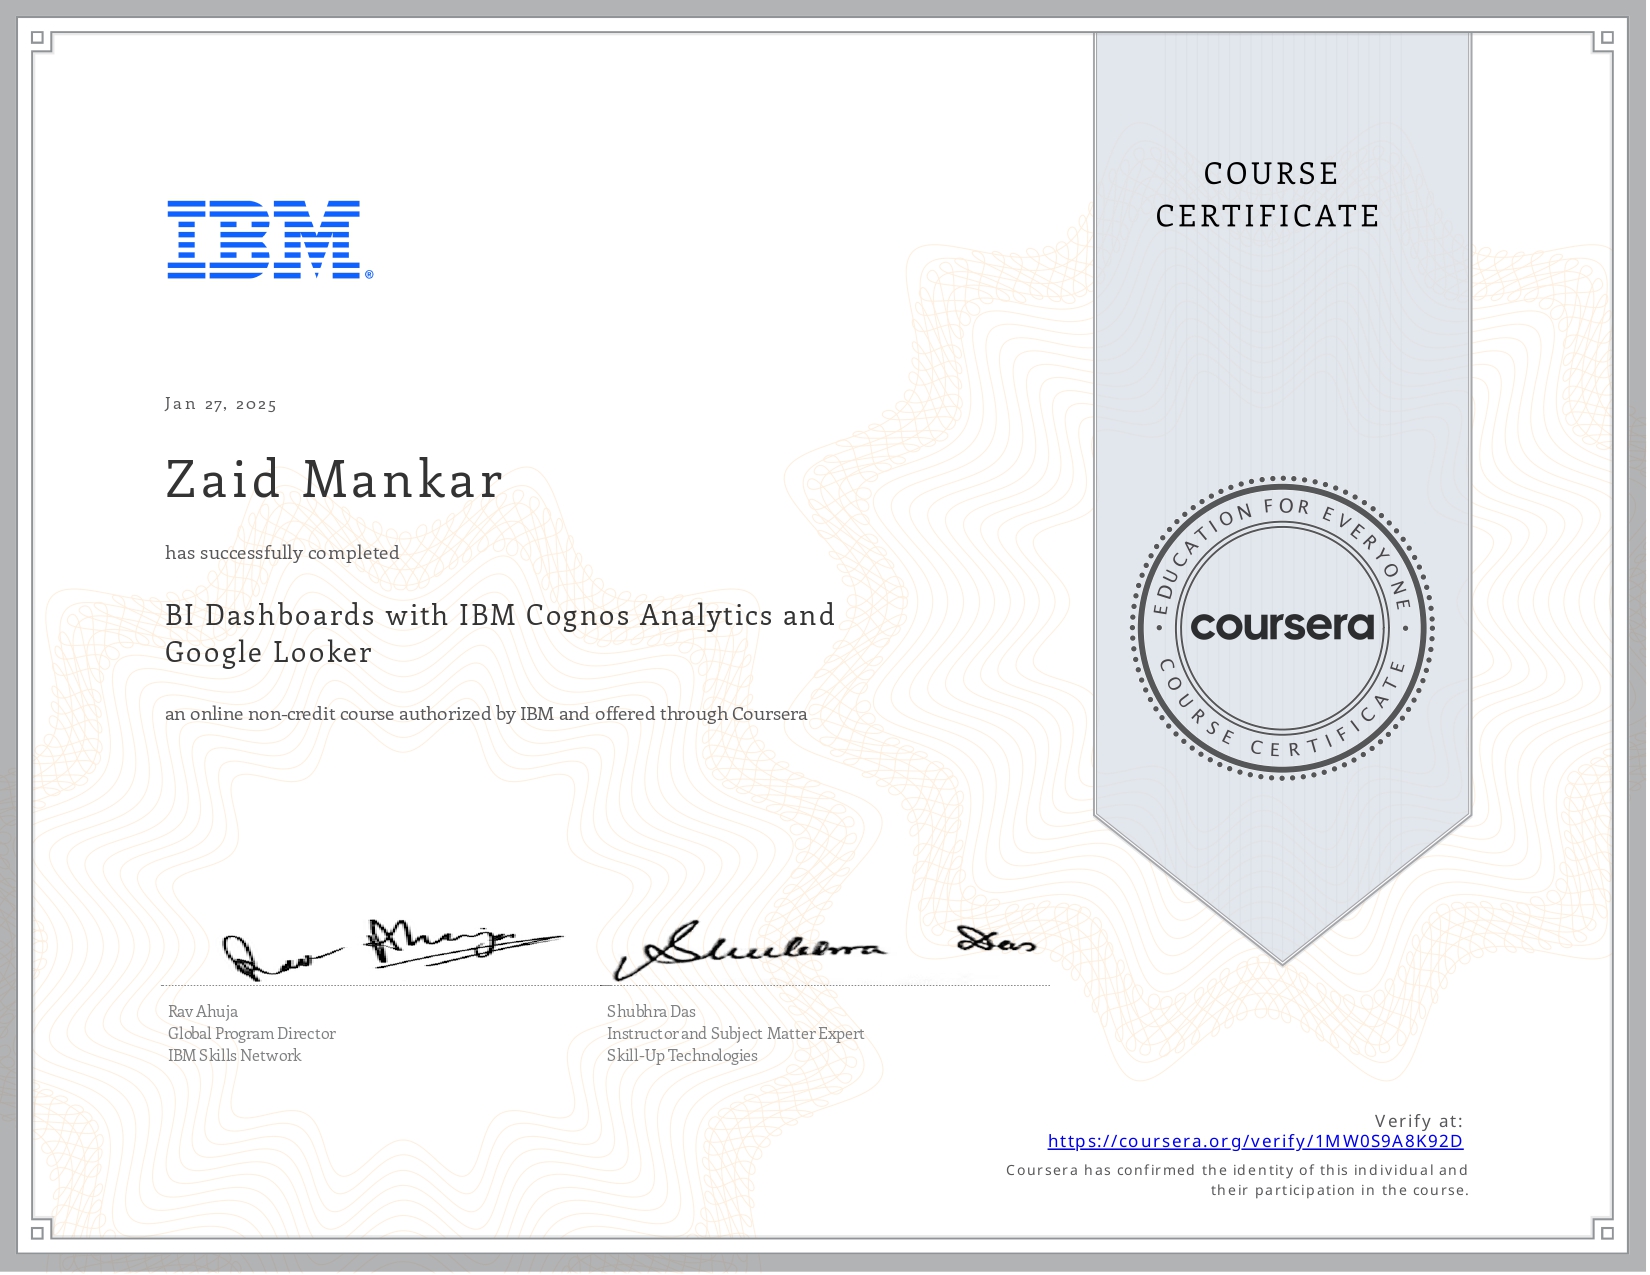 IBM®
COURSE
CERTIFICATE
Jan 27, 2025
Zaid Mankar
has successfully completed
BI Dashboards with IBM Cognos Analytics and
Google Looker
an online non-credit course authorized by IBM and offered through Coursera
EDUCATION FOR EVERYONE
coursera
COURSE CERTIFICATE
Rav Ahuja
Shubhra Das
Rav Ahuja
Global Program Director
IBM Skills Network
Shubhra Das
Instructor and Subject Matter Expert
Skill-Up Technologies
Verify at:
https://coursera.org/verify/1MW0S9A8K92D
Coursera has confirmed the identity of this individual and
their participation in the course.